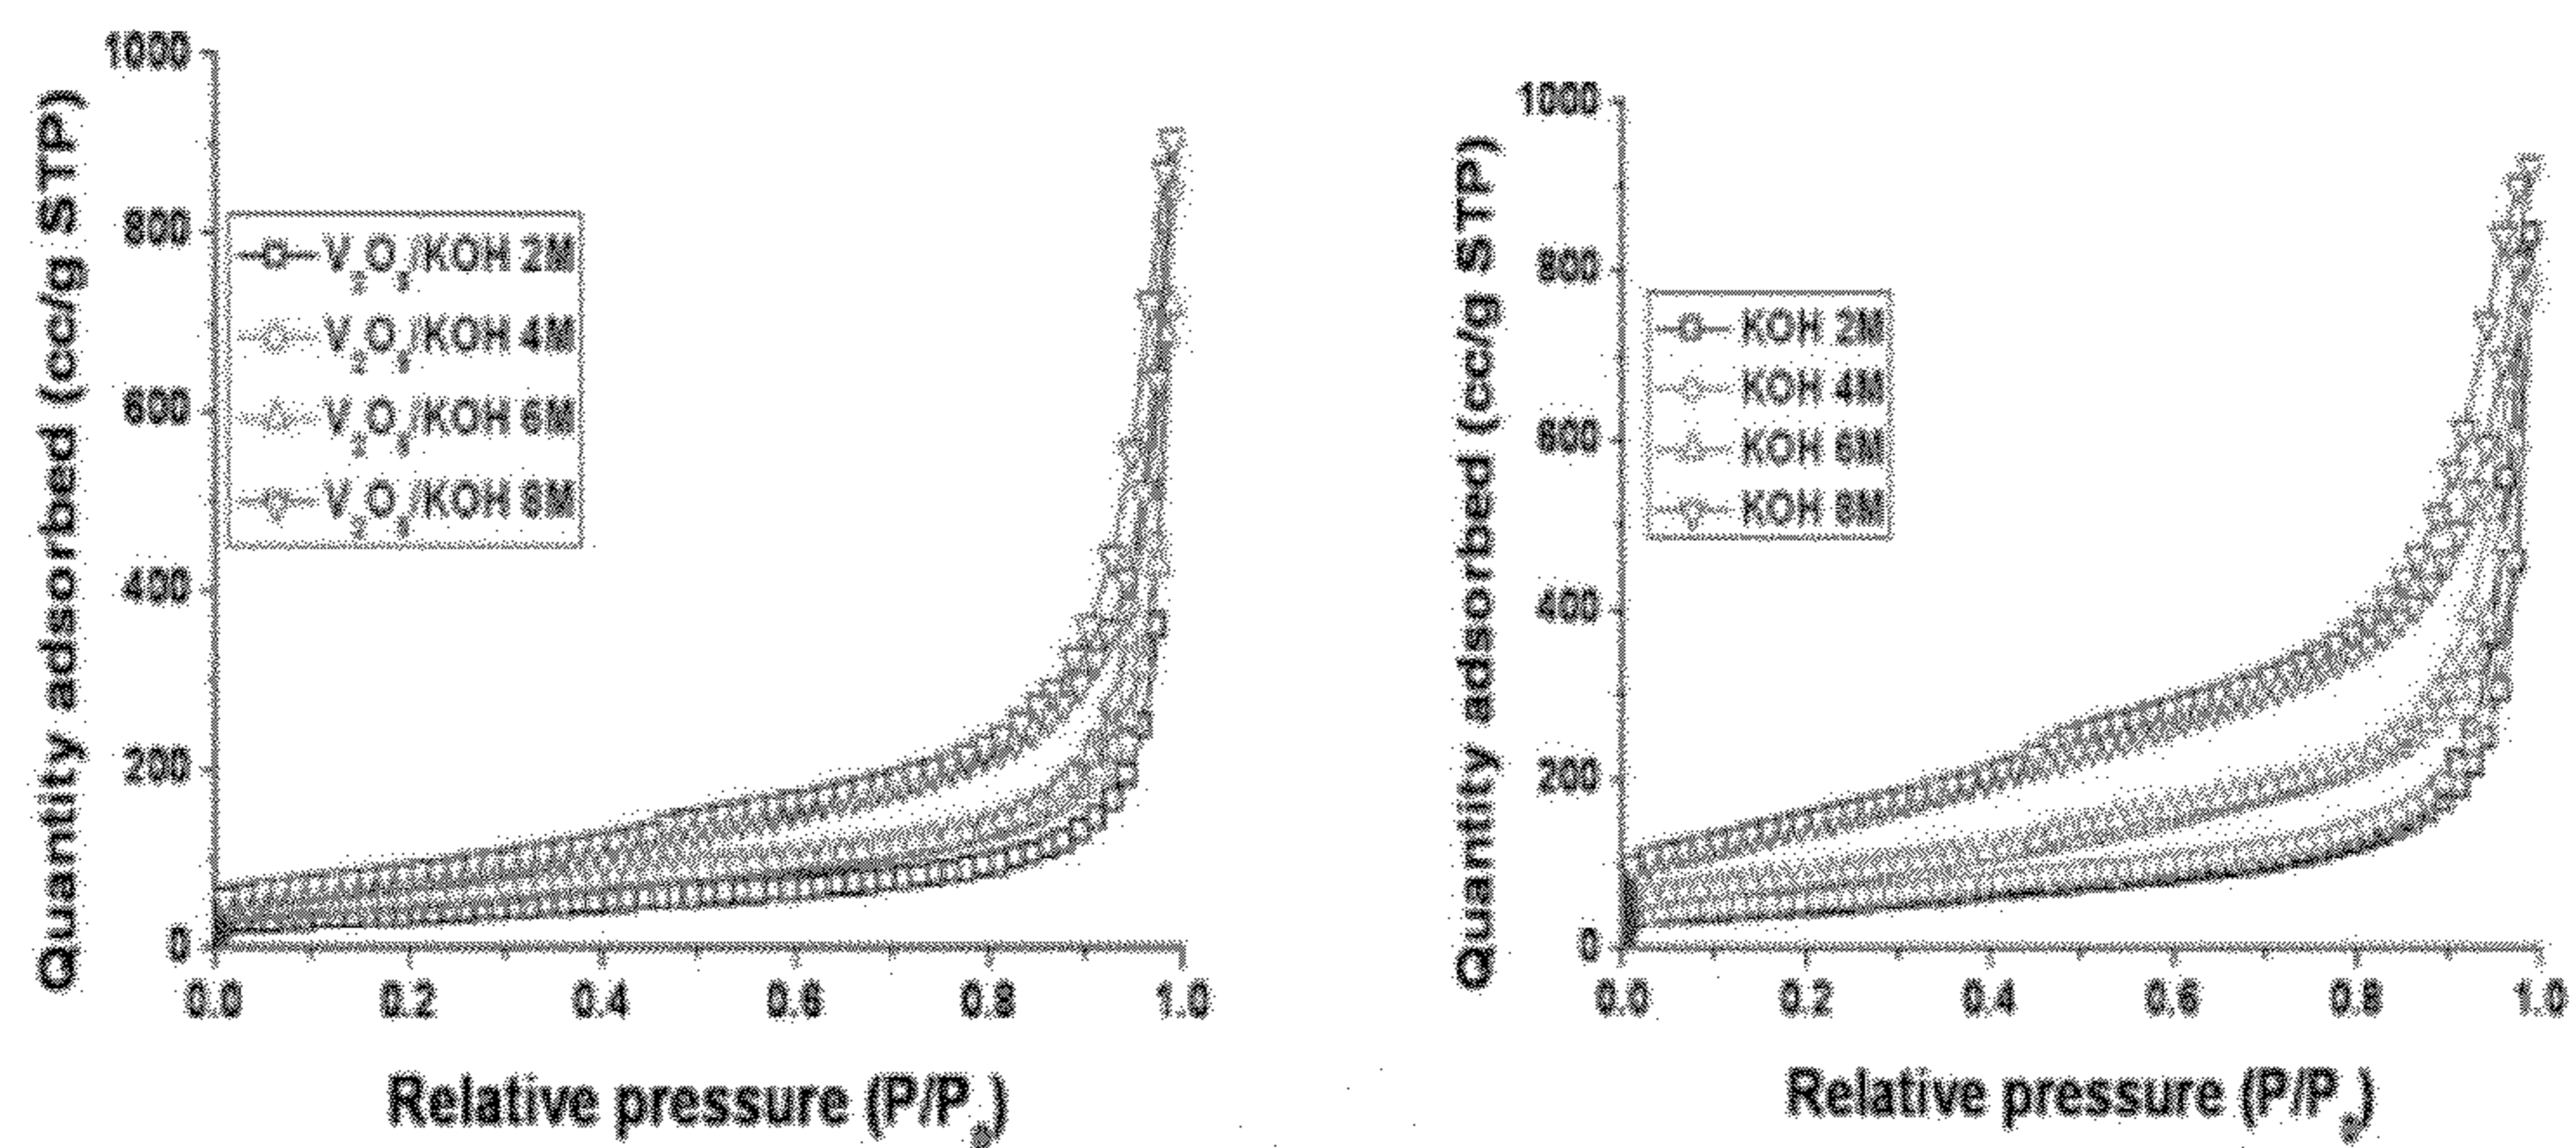 Quantity adsorbed (cc/g STP)
1000
800
600
400
200
0
V₂O₅/KOH 2M
V₂O₅/KOH 4M
V₂O₅/KOH 6M
V₂O₅/KOH 8M
0.0 0.2 0.4 0.6 0.8 1.0
Relative pressure (P/Pₒ)
Quantity adsorbed (cc/g STP)
1000
800
600
400
200
0
KOH 2M
KOH 4M
KOH 6M
KOH 8M
0.0 0.2 0.4 0.6 0.8 1.0
Relative pressure (P/Pₒ)